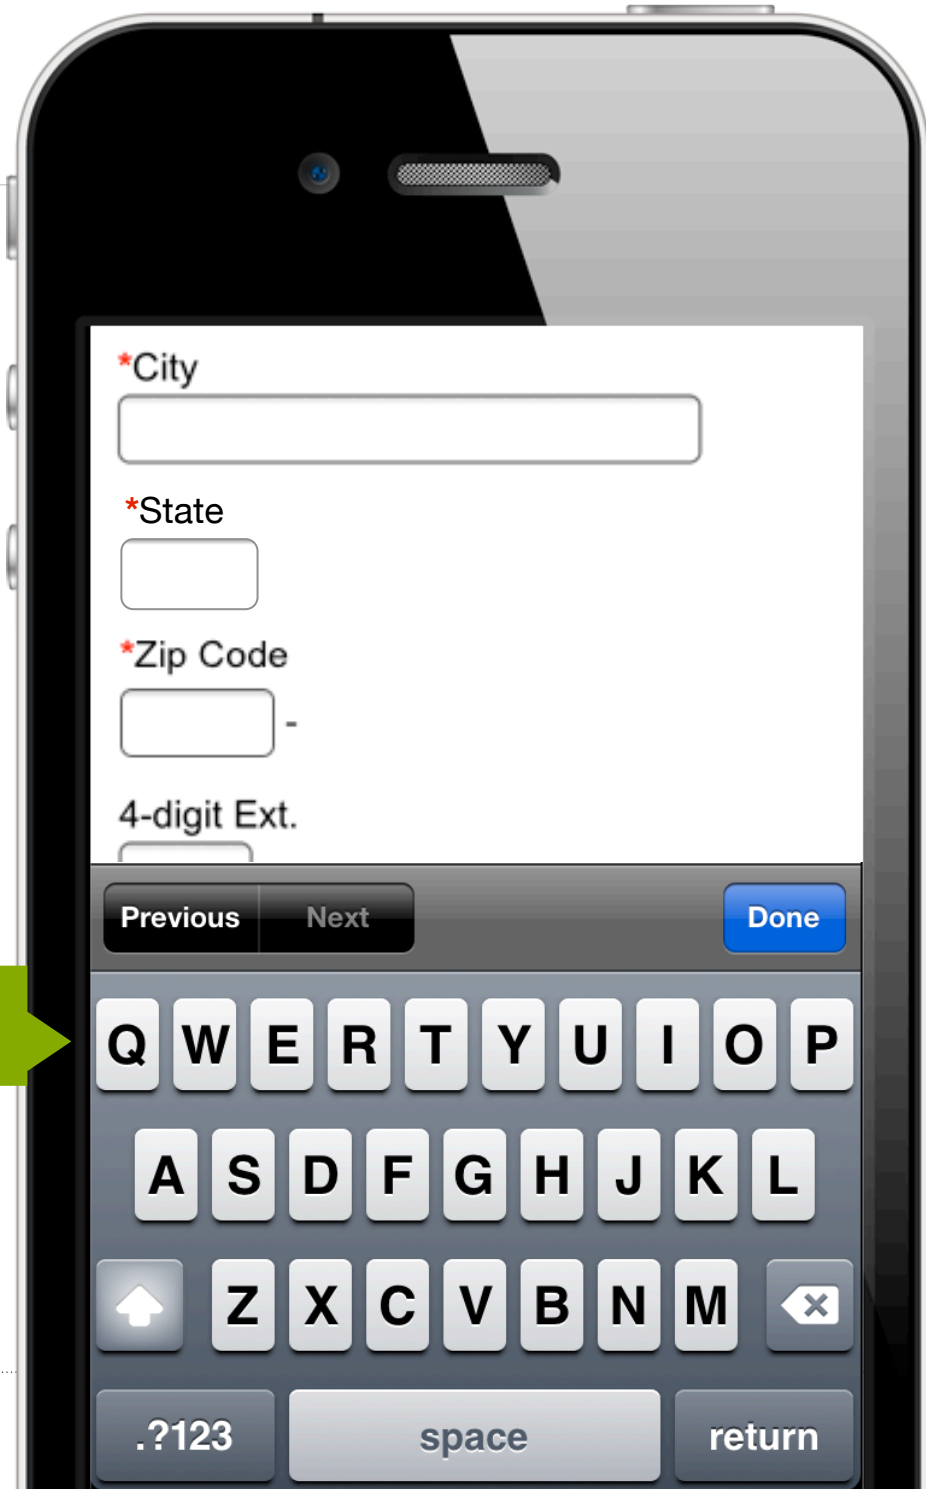 *City
*State
*Zip Code
-
4-digit Ext.
Previous Next Done
Q W E R T Y U I O P
A S D F G H J K L
Z X C V B N M
.?123 space return